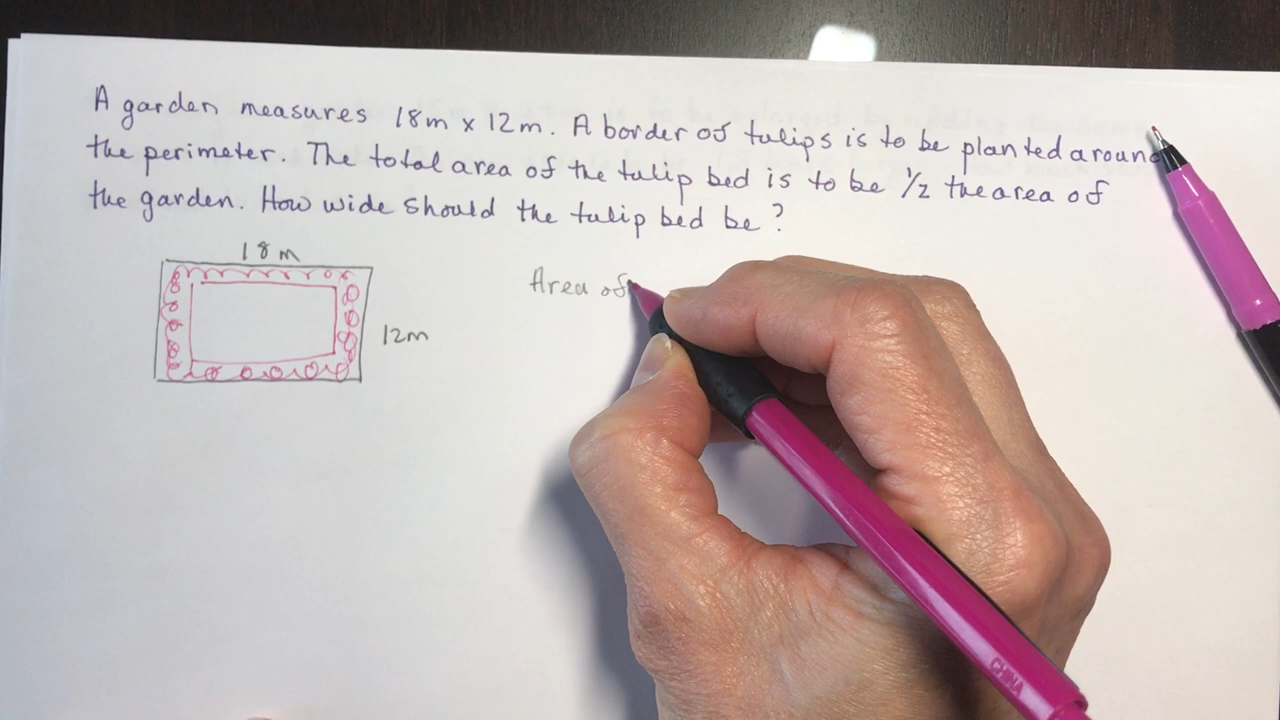 A garden measures 18m x 12m. A border of tulips is to be planted around
the perimeter. The total area of the tulip bed is to be ½ the area of
the garden. How wide should the tulip bed be?
18m
Area of
12m
CHINA